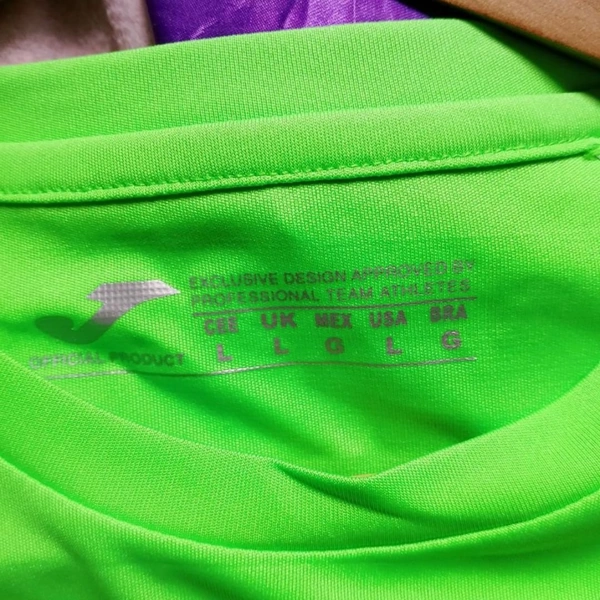 EXCLUSIVE DESIGN APPROVED BY
PROFESSIONAL TEAM ATHLETES
CEE UK MEX USA BRA
L L G L G
OFFICIAL PRODUCT